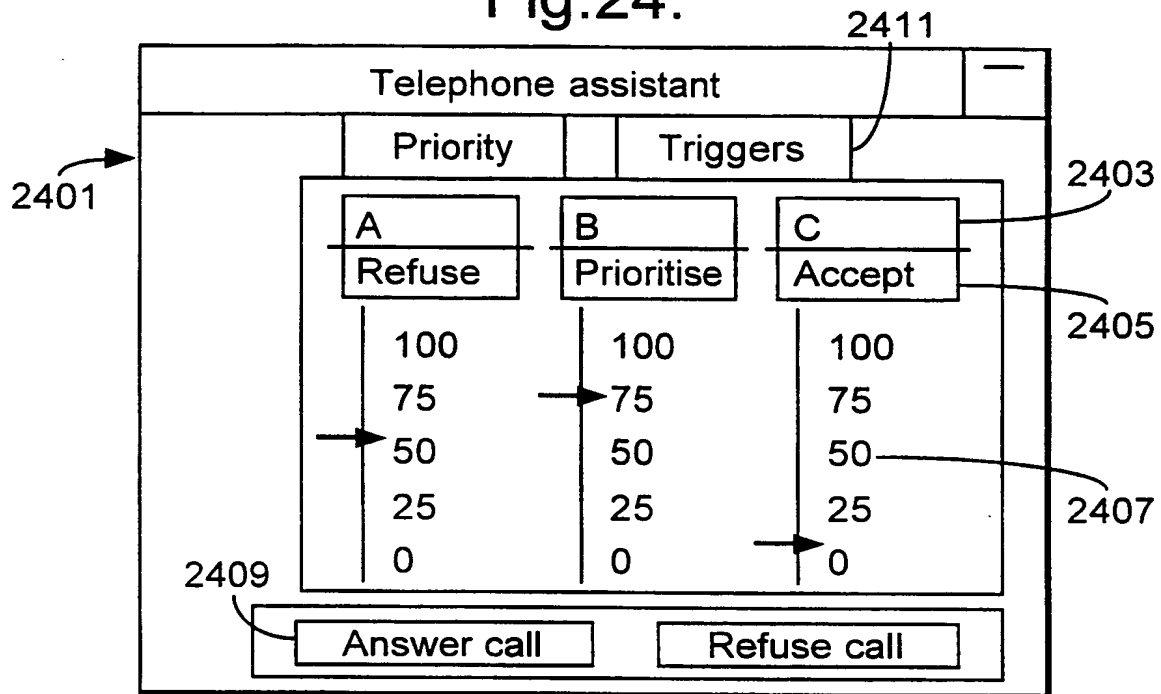 Fig.24.
2411
Telephone assistant
Priority Triggers
2401
2403
A B C
Refuse Prioritise Accept
2405
100 100 100
75 75 75
50 50 50
2407
25 25 25
0 0 0
2409
Answer call Refuse call